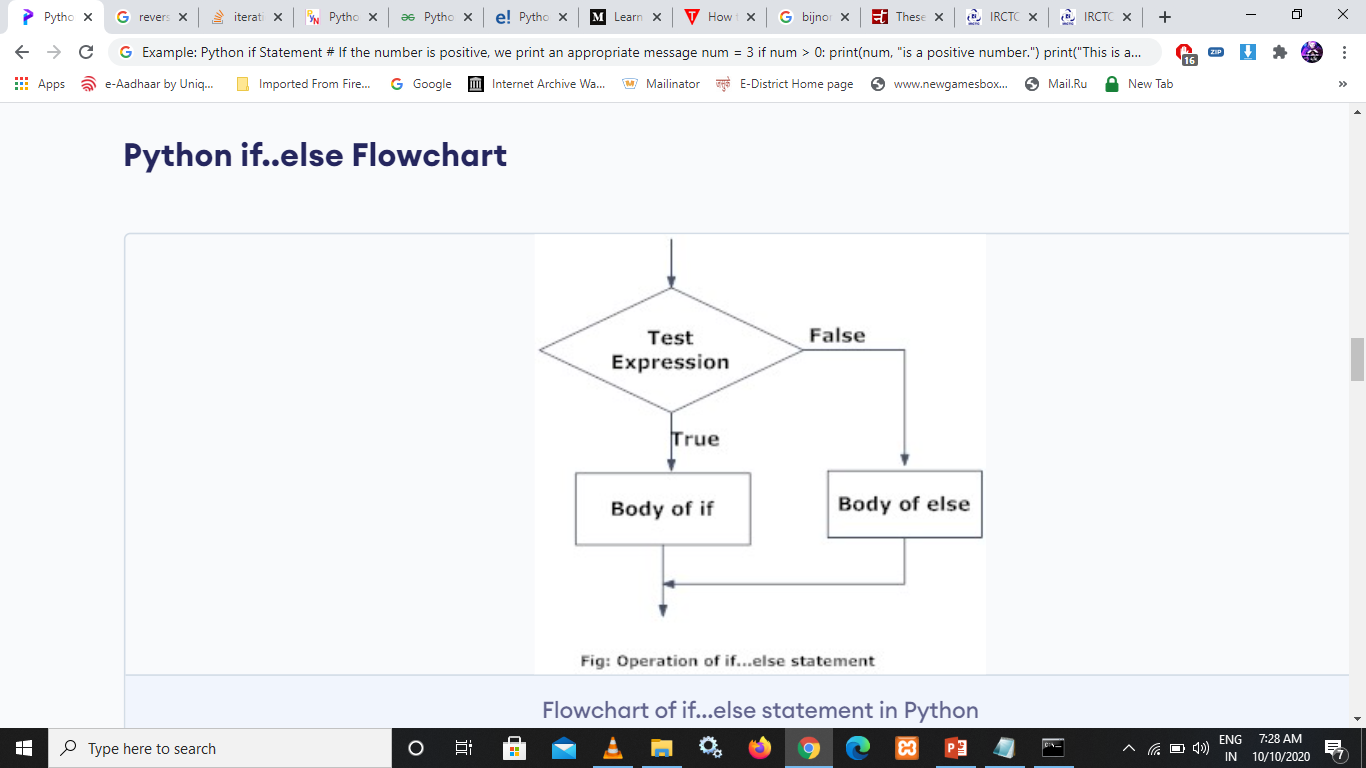 Pytho
revers
iterati
Pytho
Pytho
Pytho
Learn
How t
bijnor
These
IRCTC
IRCTC
Example: Python if Statement # If the number is positive, we print an appropriate message num = 3 if num > 0: print(num, "is a positive number.") print("This is a...
16
ZIP
Apps
e-Aadhaar by Uniq...
Imported From Fire...
Google
Internet Archive Wa...
Mailinator
E-District Home page
www.newgamesbox...
Mail.Ru
New Tab
Python if..else Flowchart
Test
Expression
False
True
Body of if
Body of else
Fig: Operation of if...else statement
Flowchart of if...else statement in Python
Type here to search
ENG
IN
7:28 AM
10/10/2020
7